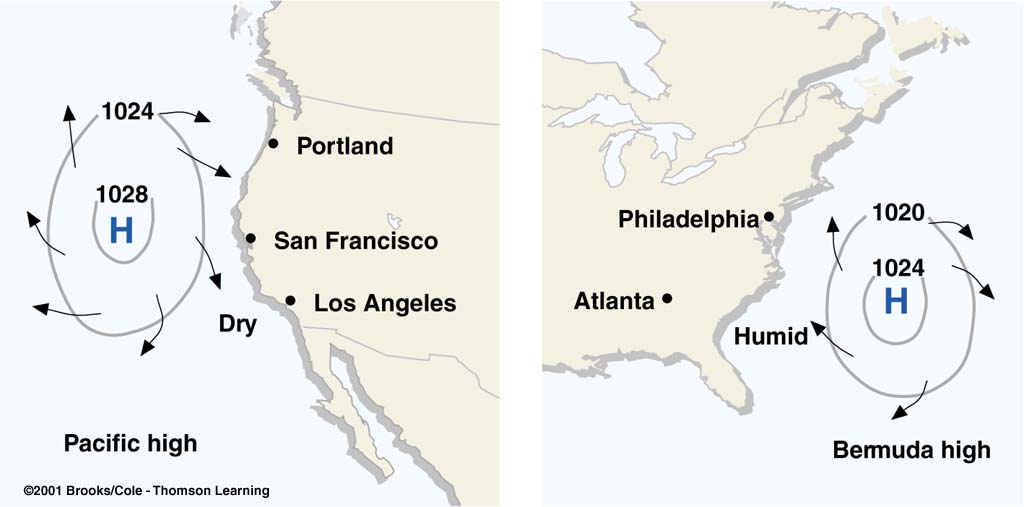 1024
1028
H
Portland
San Francisco
Los Angeles
Dry
Pacific high
©2001 Brooks/Cole - Thomson Learning
Philadelphia
1020
1024
H
Atlanta
Humid
Bermuda high